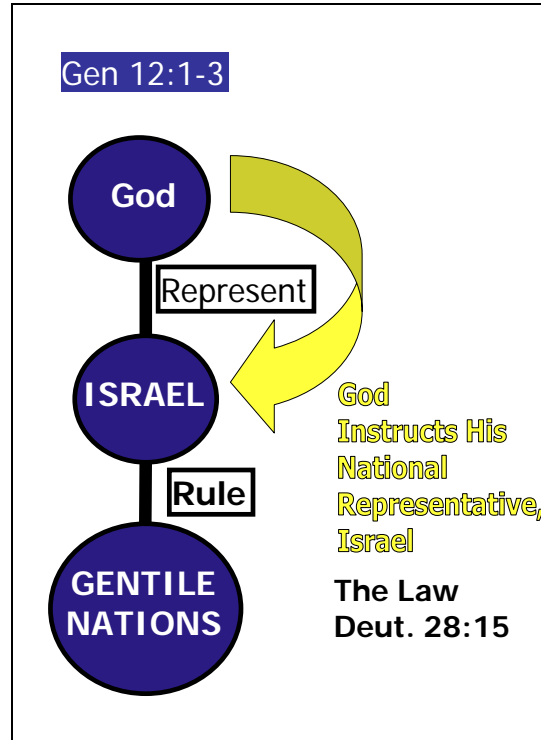 Gen 12:1-3
God
Represent
ISRAEL
Rule
GENTILE
NATIONS
God
Instructs His
National
Representative,
Israel
The Law
Deut. 28:15